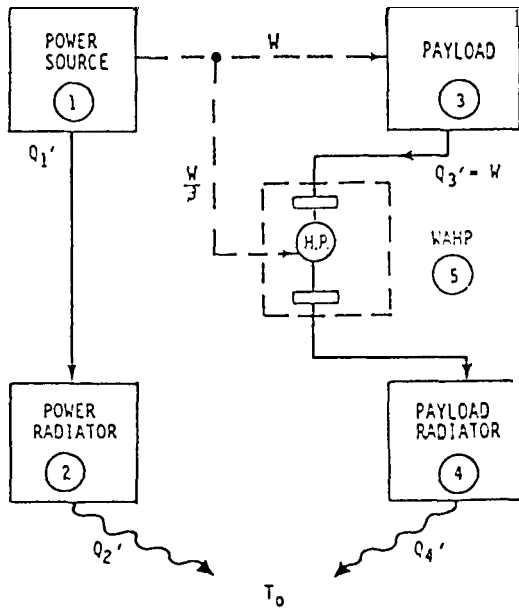 POWER
SOURCE
1
W
PAYLOAD
3
Q₁'
W
β
Q₃' = W
H.P.
WAHP
5
POWER
RADIATOR
2
PAYLOAD
RADIATOR
4
Q₂'
Q₄'
T₀